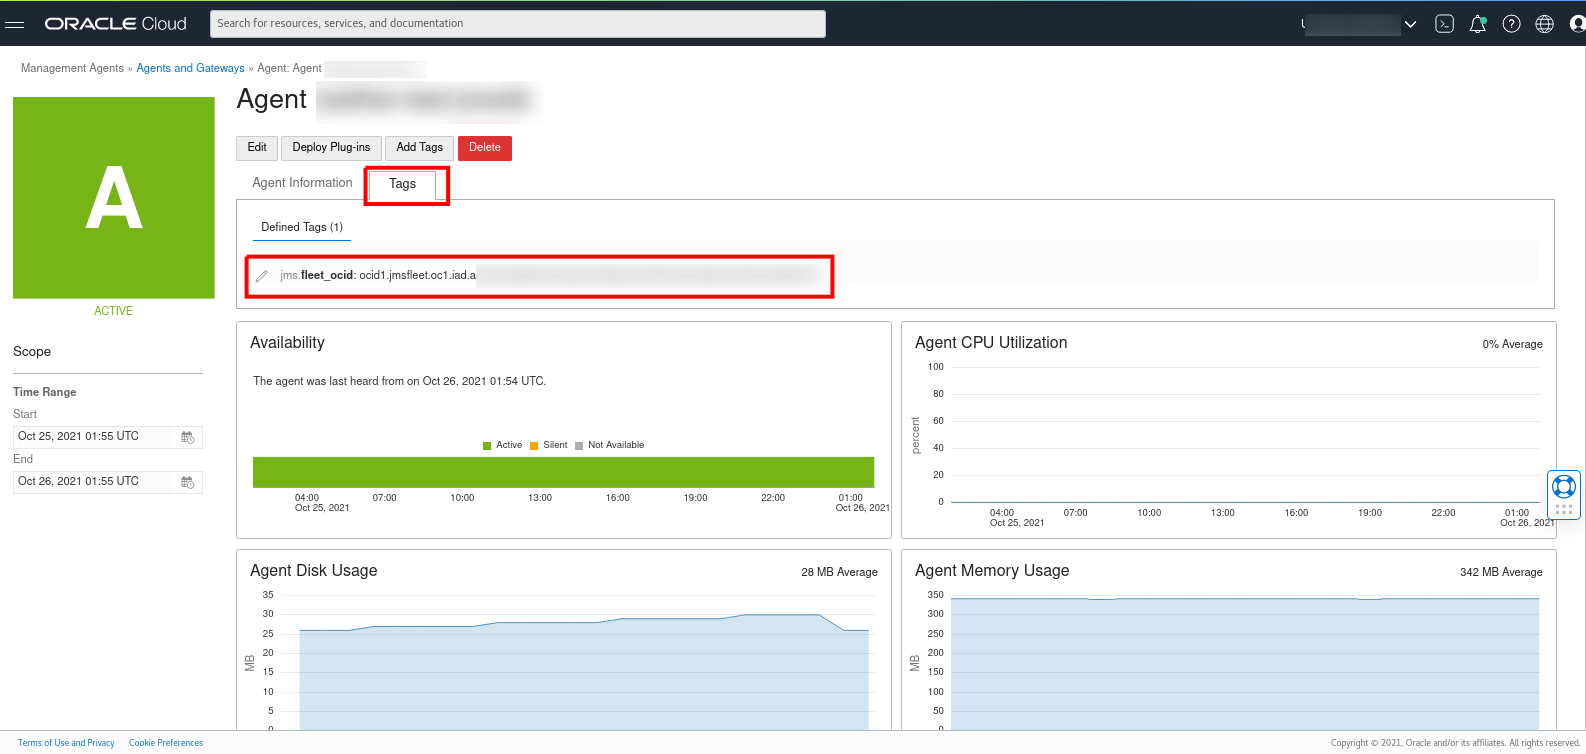 ORACLE Cloud
Search for resources, services, and documentation
Management Agents » Agents and Gateways » Agent: Agent
Agent
A
ACTIVE
Edit
Deploy Plug-ins
Add Tags
Delete
Agent Information
Tags
Defined Tags (1)
jms.fleet_ocid: ocid1.jmsfleet.oc1.iad.a
Scope
Time Range
Start
Oct 25, 2021 01:55 UTC
End
Oct 26, 2021 01:55 UTC
Availability
The agent was last heard from on Oct 26, 2021 01:54 UTC.
Active Silent Not Available
04:00 07:00 10:00 13:00 16:00 19:00 22:00 01:00
Oct 25, 2021 Oct 26, 2021
Agent CPU Utilization
0% Average
percent
100
80
60
40
20
0
04:00 07:00 10:00 13:00 16:00 19:00 22:00 01:00
Oct 25, 2021 Oct 26, 2021
Agent Disk Usage
28 MB Average
MB
35
30
25
20
15
10
5
0
Agent Memory Usage
342 MB Average
MB
350
300
250
200
150
100
50
0
Terms of Use and Privacy Cookie Preferences
Copyright © 2021, Oracle and/or its affiliates. All rights reserved.